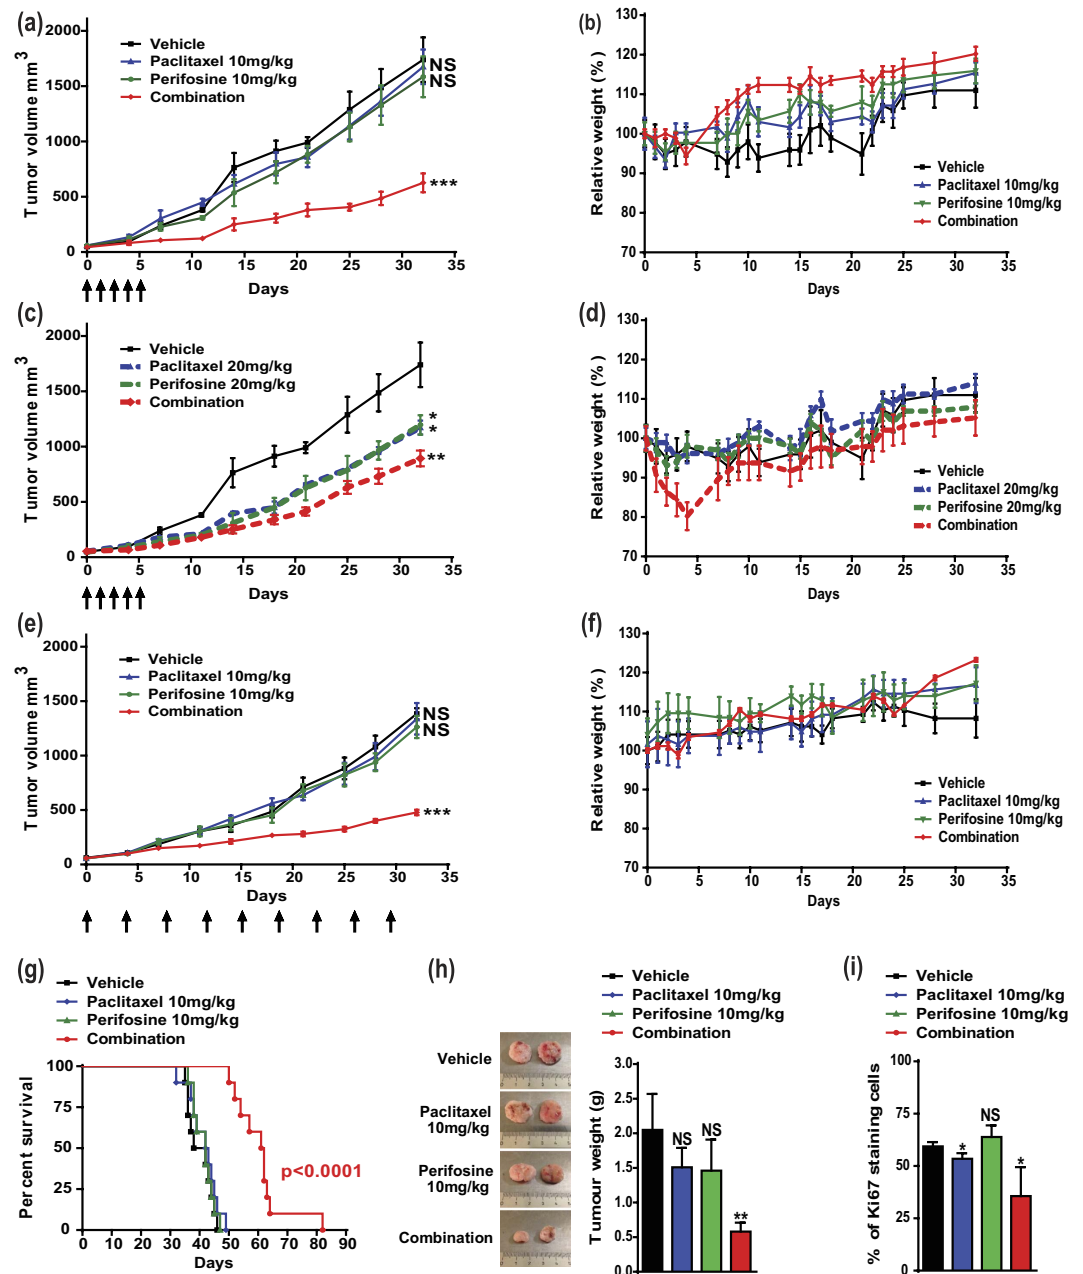 (a)
Tumor volume mm3
2000
1500
1000
500
0
Vehicle
Paclitaxel 10mg/kg
Perifosine 10mg/kg
Combination
NS
NS
***
0 5 10 15 20 25 30 35
Days
(b)
Relative weight (%)
130
120
110
100
90
80
70
Vehicle
Paclitaxel 10mg/kg
Perifosine 10mg/kg
Combination
0 5 10 15 20 25 30 35
Days
(c)
Tumor volume mm3
2000
1500
1000
500
0
Vehicle
Paclitaxel 20mg/kg
Perifosine 20mg/kg
Combination
*
*
**
0 5 10 15 20 25 30 35
Days
(d)
Relative weight (%)
130
120
110
100
90
80
70
Vehicle
Paclitaxel 20mg/kg
Perifosine 20mg/kg
Combination
0 5 10 15 20 25 30 35
Days
(e)
Tumor volume mm3
2000
1500
1000
500
0
Vehicle
Paclitaxel 10mg/kg
Perifosine 10mg/kg
Combination
NS
NS
***
0 5 10 15 20 25 30 35
Days
(f)
Relative weight (%)
130
120
110
100
90
80
70
Vehicle
Paclitaxel 10mg/kg
Perifosine 10mg/kg
Combination
0 5 10 15 20 25 30 35
Days
(g)
Vehicle
Paclitaxel 10mg/kg
Perifosine 10mg/kg
Combination
Percent survival
100
75
50
25
0
p<0.0001
0 10 20 30 40 50 60 70 80 90
Days
(h)
Vehicle
Paclitaxel
10mg/kg
Perifosine
10mg/kg
Combination
Vehicle
Paclitaxel 10mg/kg
Perifosine 10mg/kg
Combination
Tumour weight (g)
3.0
2.5
2.0
1.5
1.0
0.5
0.0
NS
NS
**
(i)
Vehicle
Paclitaxel 10mg/kg
Perifosine 10mg/kg
Combination
% of Ki67 staining cells
100
75
50
25
0
*
NS
*